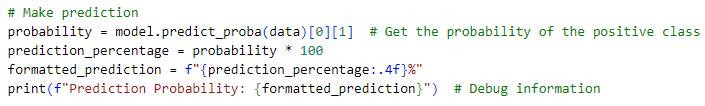 # Make prediction
probability = model.predict_proba(data)[0][1]  # Get the probability of the positive class
prediction_percentage = probability * 100
formatted_prediction = f"{prediction_percentage:.4f}%"
print(f"Prediction Probability: {formatted_prediction}")  # Debug information